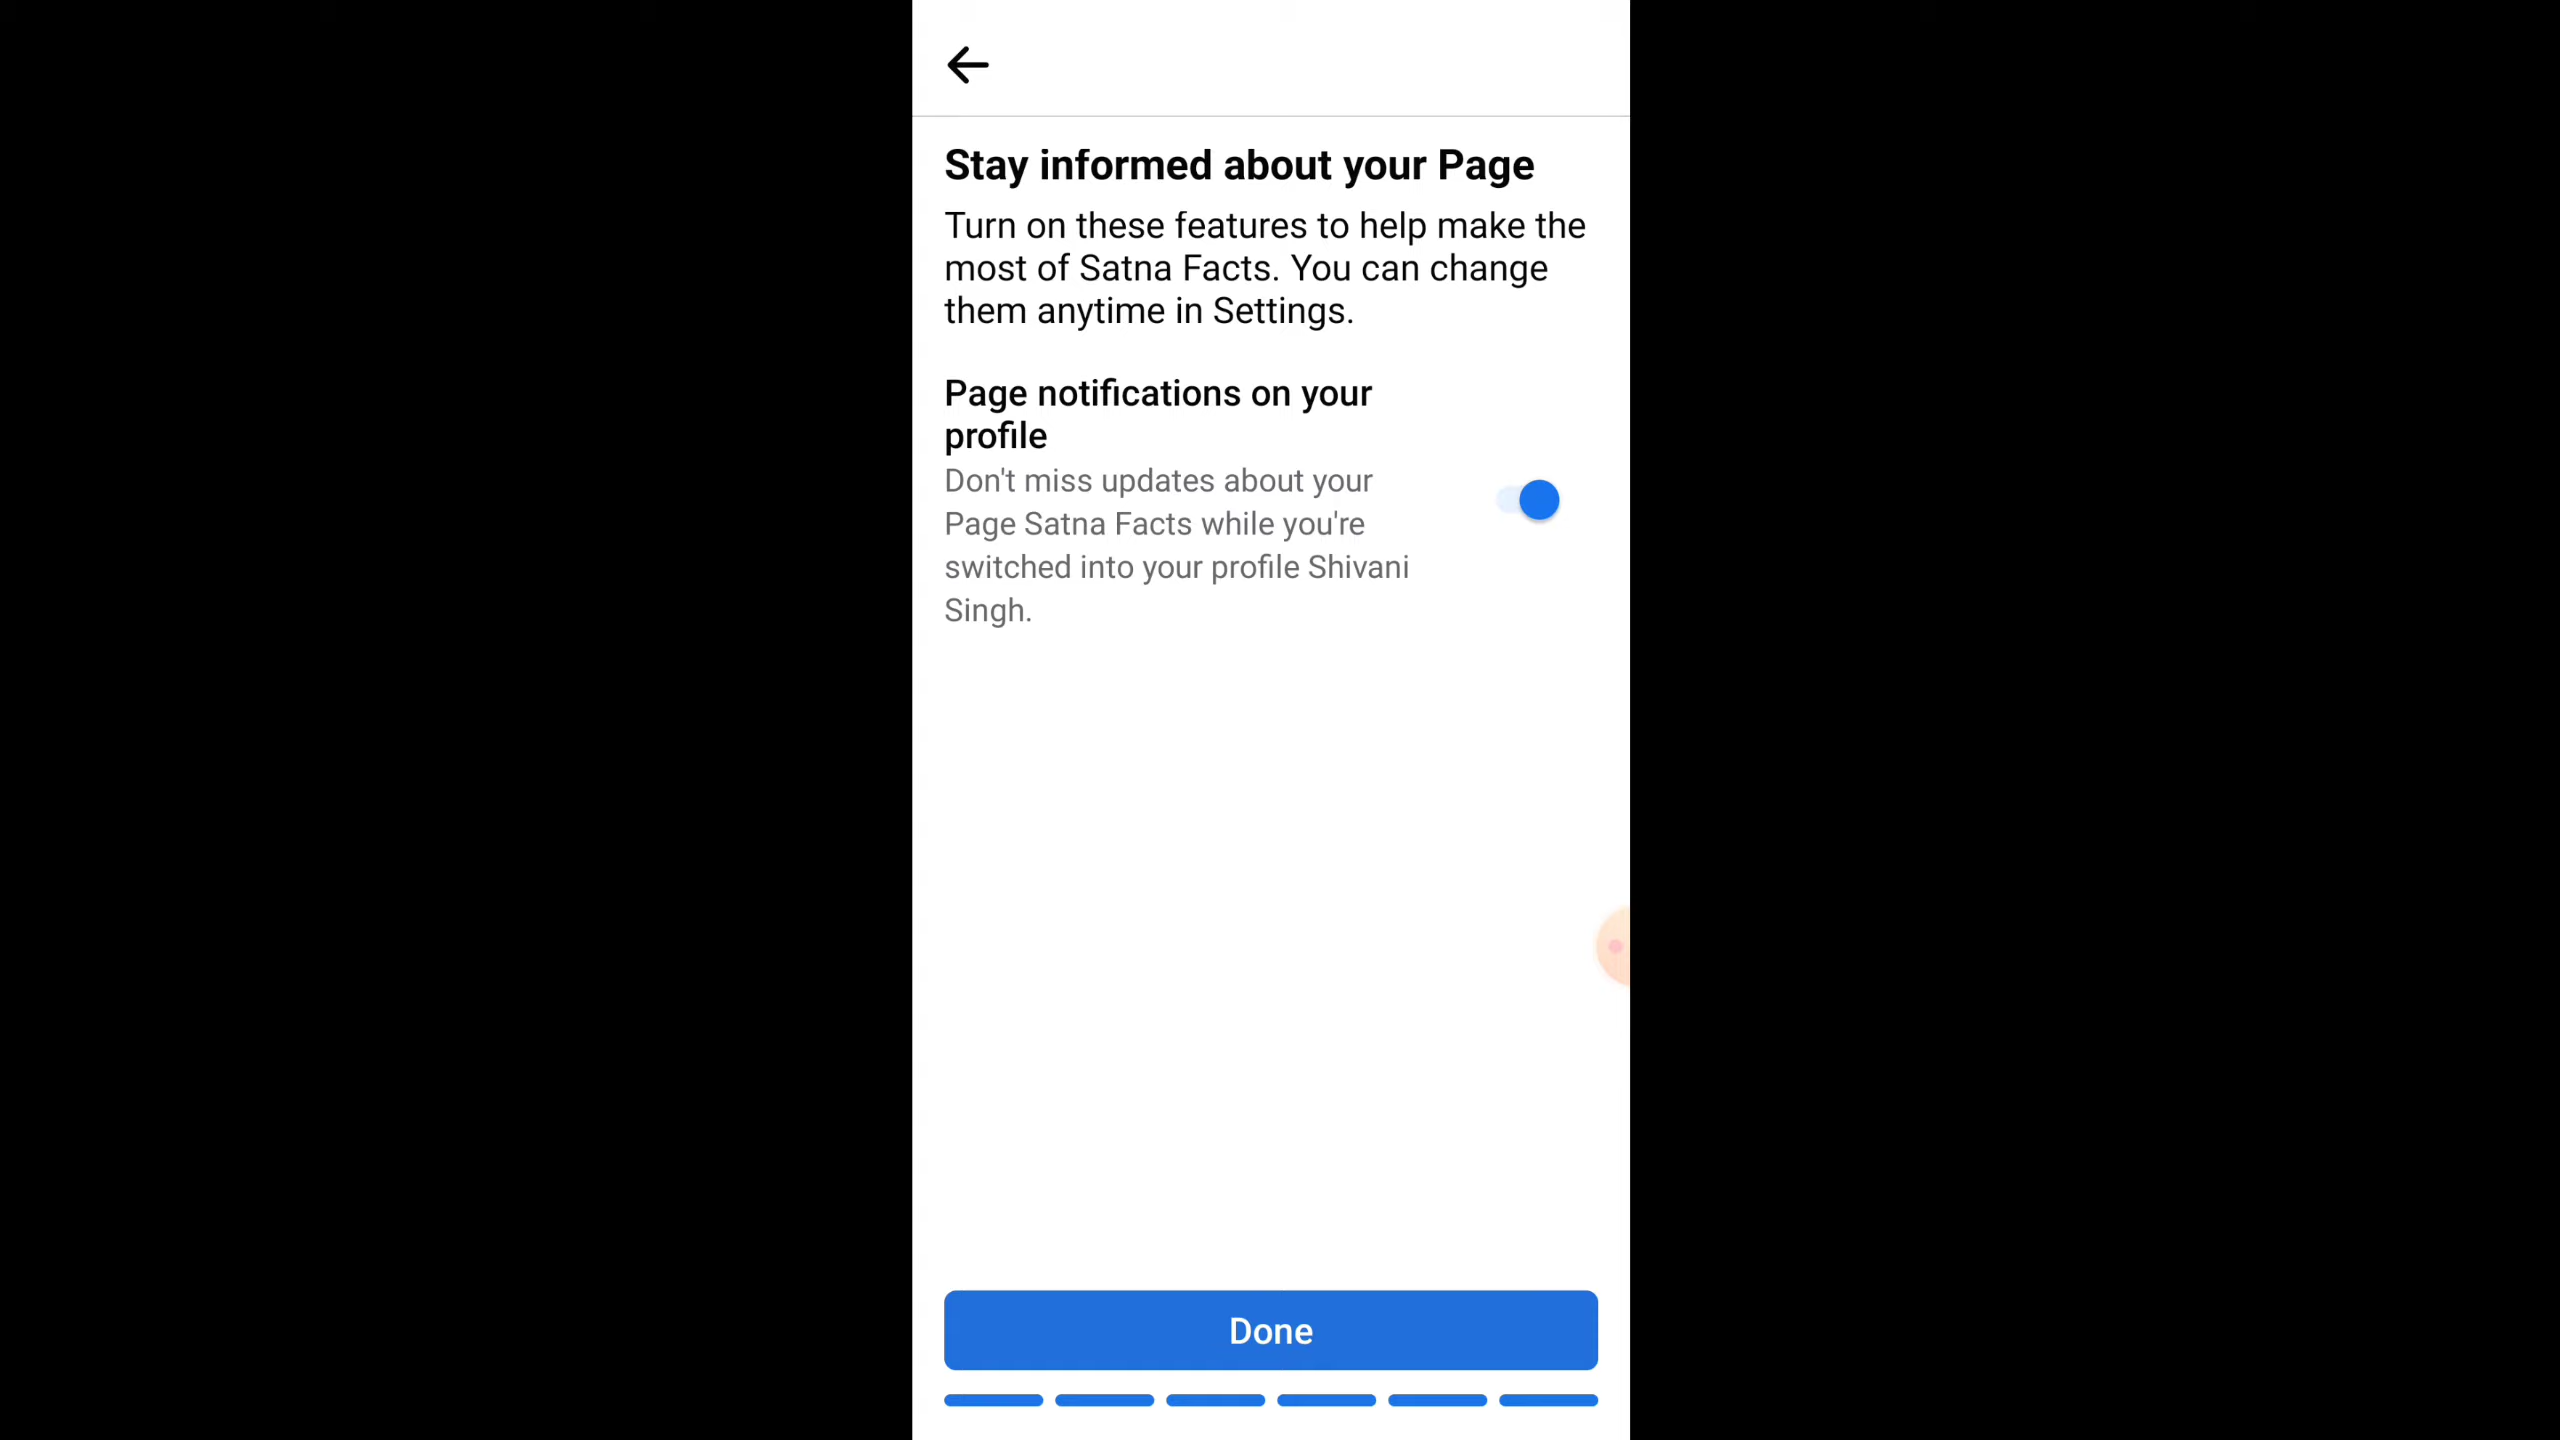 Stay informed about your Page
Turn on these features to help make the
most of Satna Facts. You can change
them anytime in Settings.
Page notifications on your
profile
Don't miss updates about your
Page Satna Facts while you're
switched into your profile Shivani
Singh.
Done